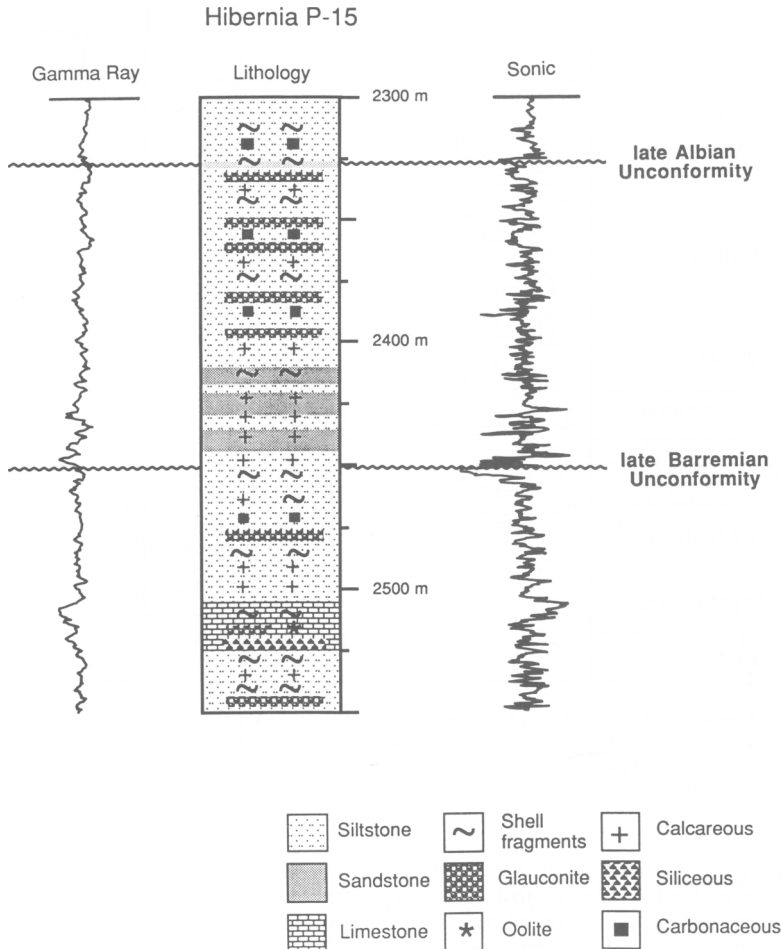 Hibernia P-15
Gamma Ray
Lithology
Sonic
2300 m
late Albian
Unconformity
2400 m
late Barremian
Unconformity
2500 m
Siltstone
Shell
fragments
Calcareous
Sandstone
Glauconite
Siliceous
Limestone
Oolite
Carbonaceous